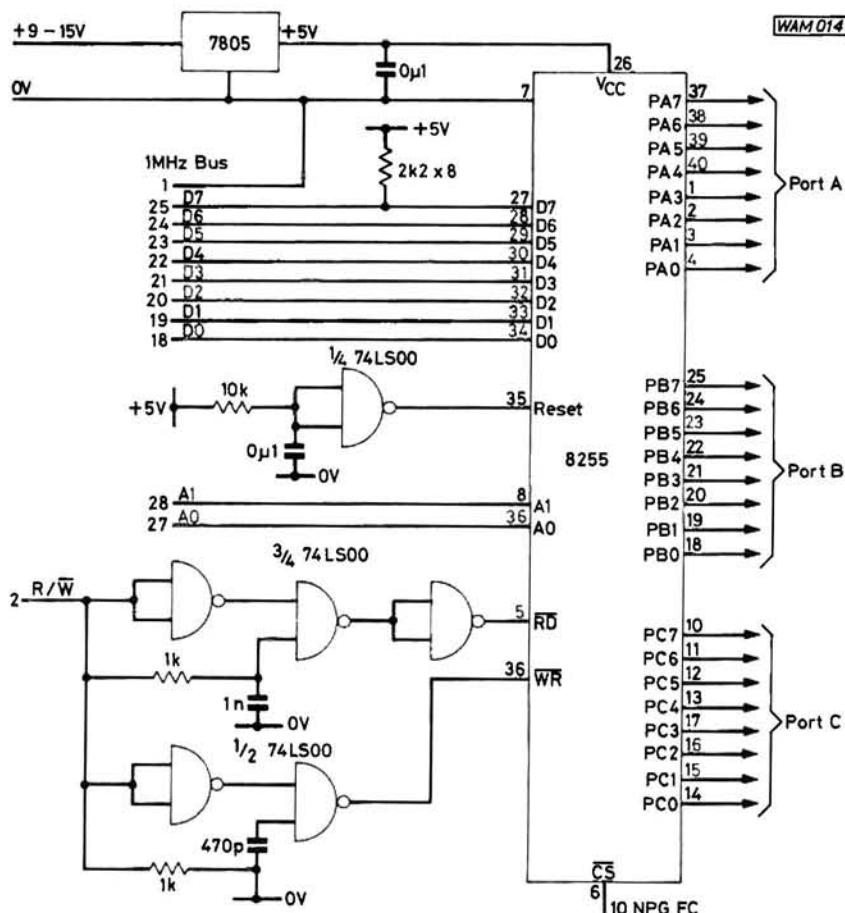 WAM 014
+9-15V
7805
+5V
0µ1
26
VCC
0V
7
PA7 37
PA6 38
PA5 39
PA4 40
PA3 1
PA2 2
PA1 3
PA0 4
Port A
+5V
2k2 x 8
1MHz Bus
1
25 D7 27 D7
24 D6 28 D6
23 D5 29 D5
22 D4 30 D4
21 D3 31 D3
20 D2 32 D2
19 D1 33 D1
18 D0 34 D0
1/4 74LS00
+5V
10k
0µ1
0V
35 Reset
8255
PB7 25
PB6 24
PB5 23
PB4 22
PB3 21
PB2 20
PB1 19
PB0 18
Port B
28 A1 8 A1
27 A0 36 A0
3/4 74LS00
2 R/W̅
5 R̅D̅
1k
1n
0V
36 W̅R̅
1/2 74LS00
470p
1k
0V
PC7 10
PC6 11
PC5 12
PC4 13
PC3 17
PC2 16
PC1 15
PC0 14
Port C
C̅S̅
6
10 NPG FC